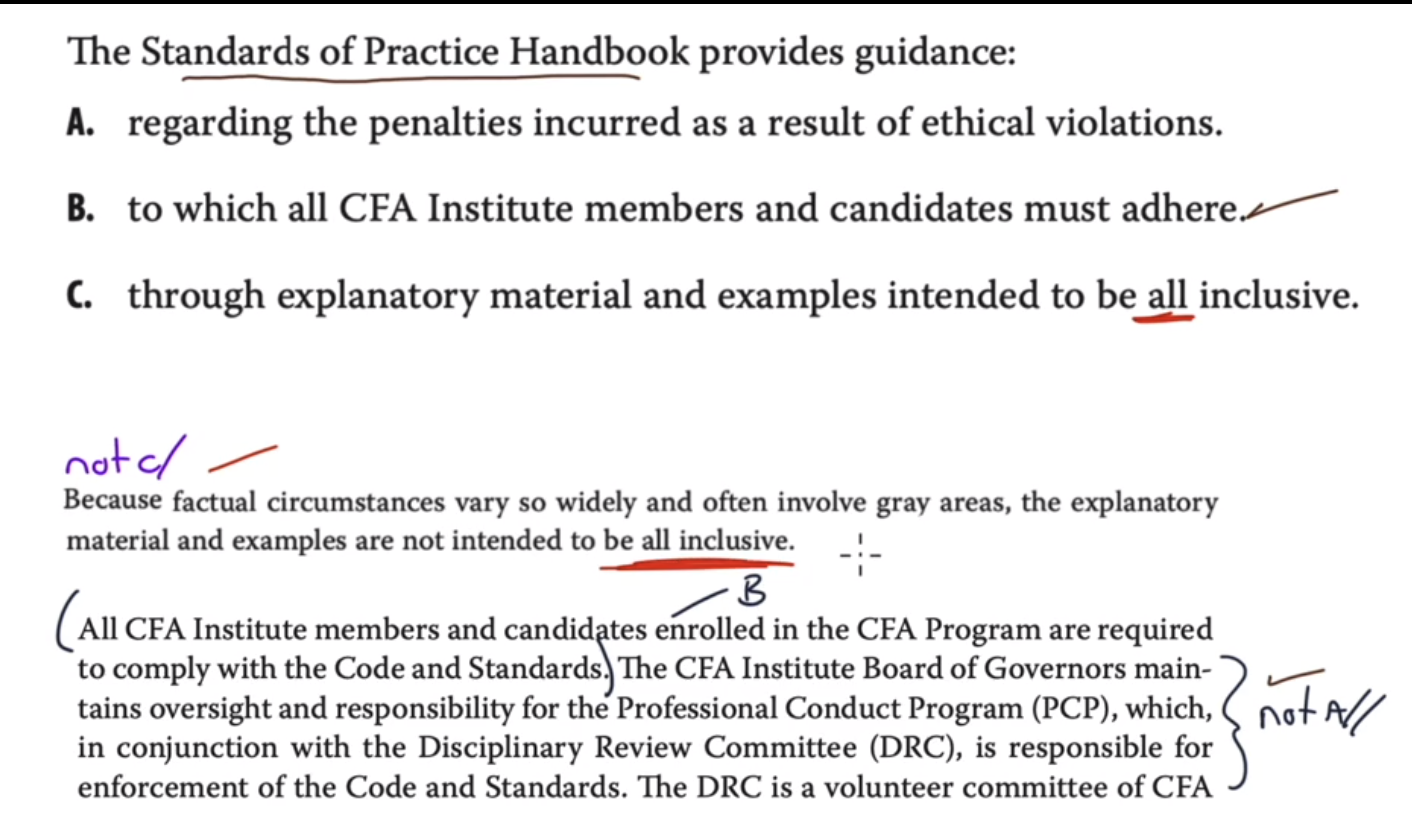 The Standards of Practice Handbook provides guidance:
A. regarding the penalties incurred as a result of ethical violations.
B. to which all CFA Institute members and candidates must adhere.
C. through explanatory material and examples intended to be all inclusive.
not c/
Because factual circumstances vary so widely and often involve gray areas, the explanatory
material and examples are not intended to be all inclusive.
B
All CFA Institute members and candidates enrolled in the CFA Program are required
to comply with the Code and Standards. The CFA Institute Board of Governors main-
tains oversight and responsibility for the Professional Conduct Program (PCP), which,
not A//
in conjunction with the Disciplinary Review Committee (DRC), is responsible for
enforcement of the Code and Standards. The DRC is a volunteer committee of CFA